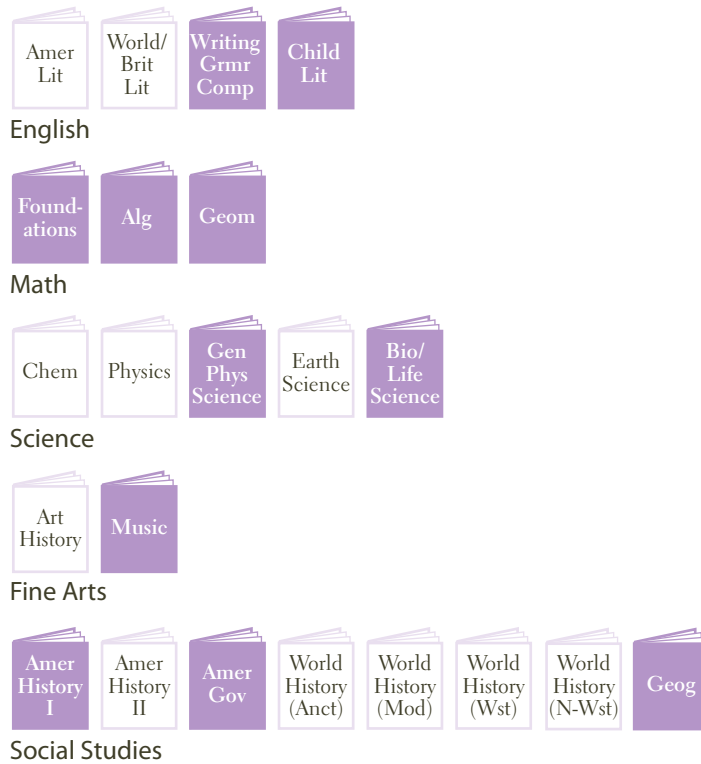 Amer
Lit
World/
Brit
Lit
Writing
Grmr
Comp
Child
Lit
English
Found-
ations
Alg
Geom
Math
Chem
Physics
Gen
Phys
Science
Earth
Science
Bio/
Life
Science
Science
Art
History
Music
Fine Arts
Amer
History
I
Amer
History
II
Amer
Gov
World
History
(Anct)
World
History
(Mod)
World
History
(Wst)
World
History
(N-Wst)
Geog
Social Studies